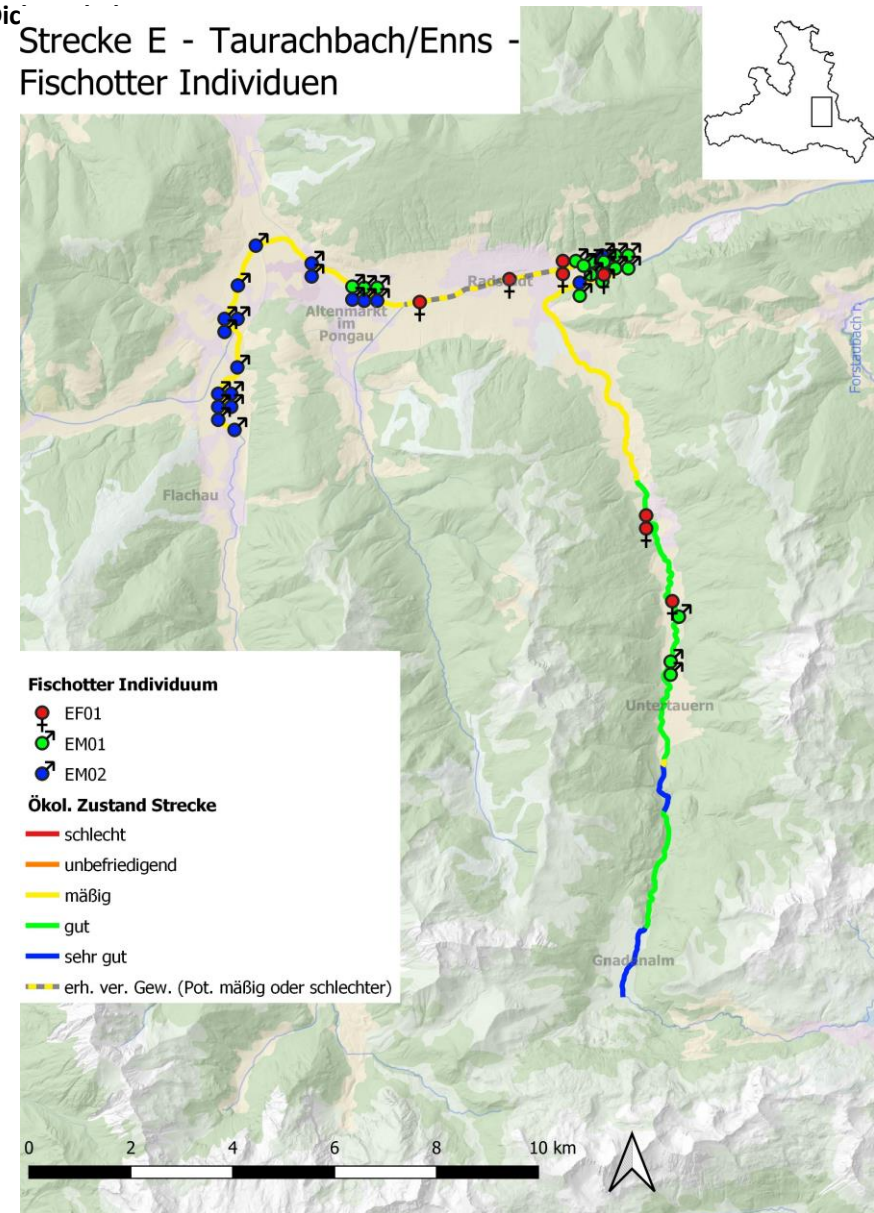 Strecke E - Taurachbach/Enns -
Fischotter Individuen
Radstadt
Altenmarkt
im
Pongau
Forstaubach r.
Flachau
Untertauern
Gnadenalm
Fischotter Individuum
EF01
EM01
EM02
Ökol. Zustand Strecke
schlecht
unbefriedigend
mäßig
gut
sehr gut
erh. ver. Gew. (Pot. mäßig oder schlechter)
0 2 4 6 8 10 km